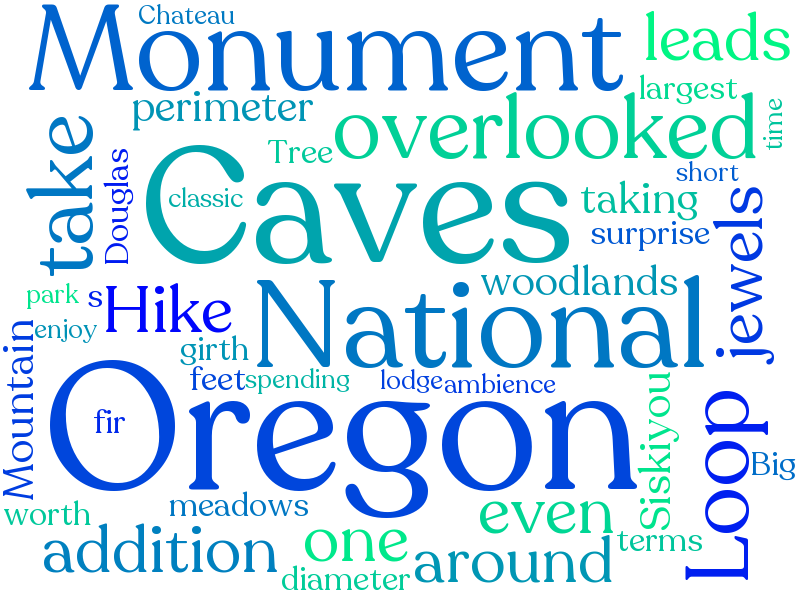 Chateau
Monument
leads
largest
perimeter
overlooked
time
take
Tree
short
Douglas
Caves
classic
taking
surprise
jewels
woodlands
park
s
Hike
National
enjoy
girth
Mountain
feet
spending
lodge
ambience
Oregon
fir
Siskiyou
Loop
Big
worth
meadows
even
addition
one
around
terms
diameter